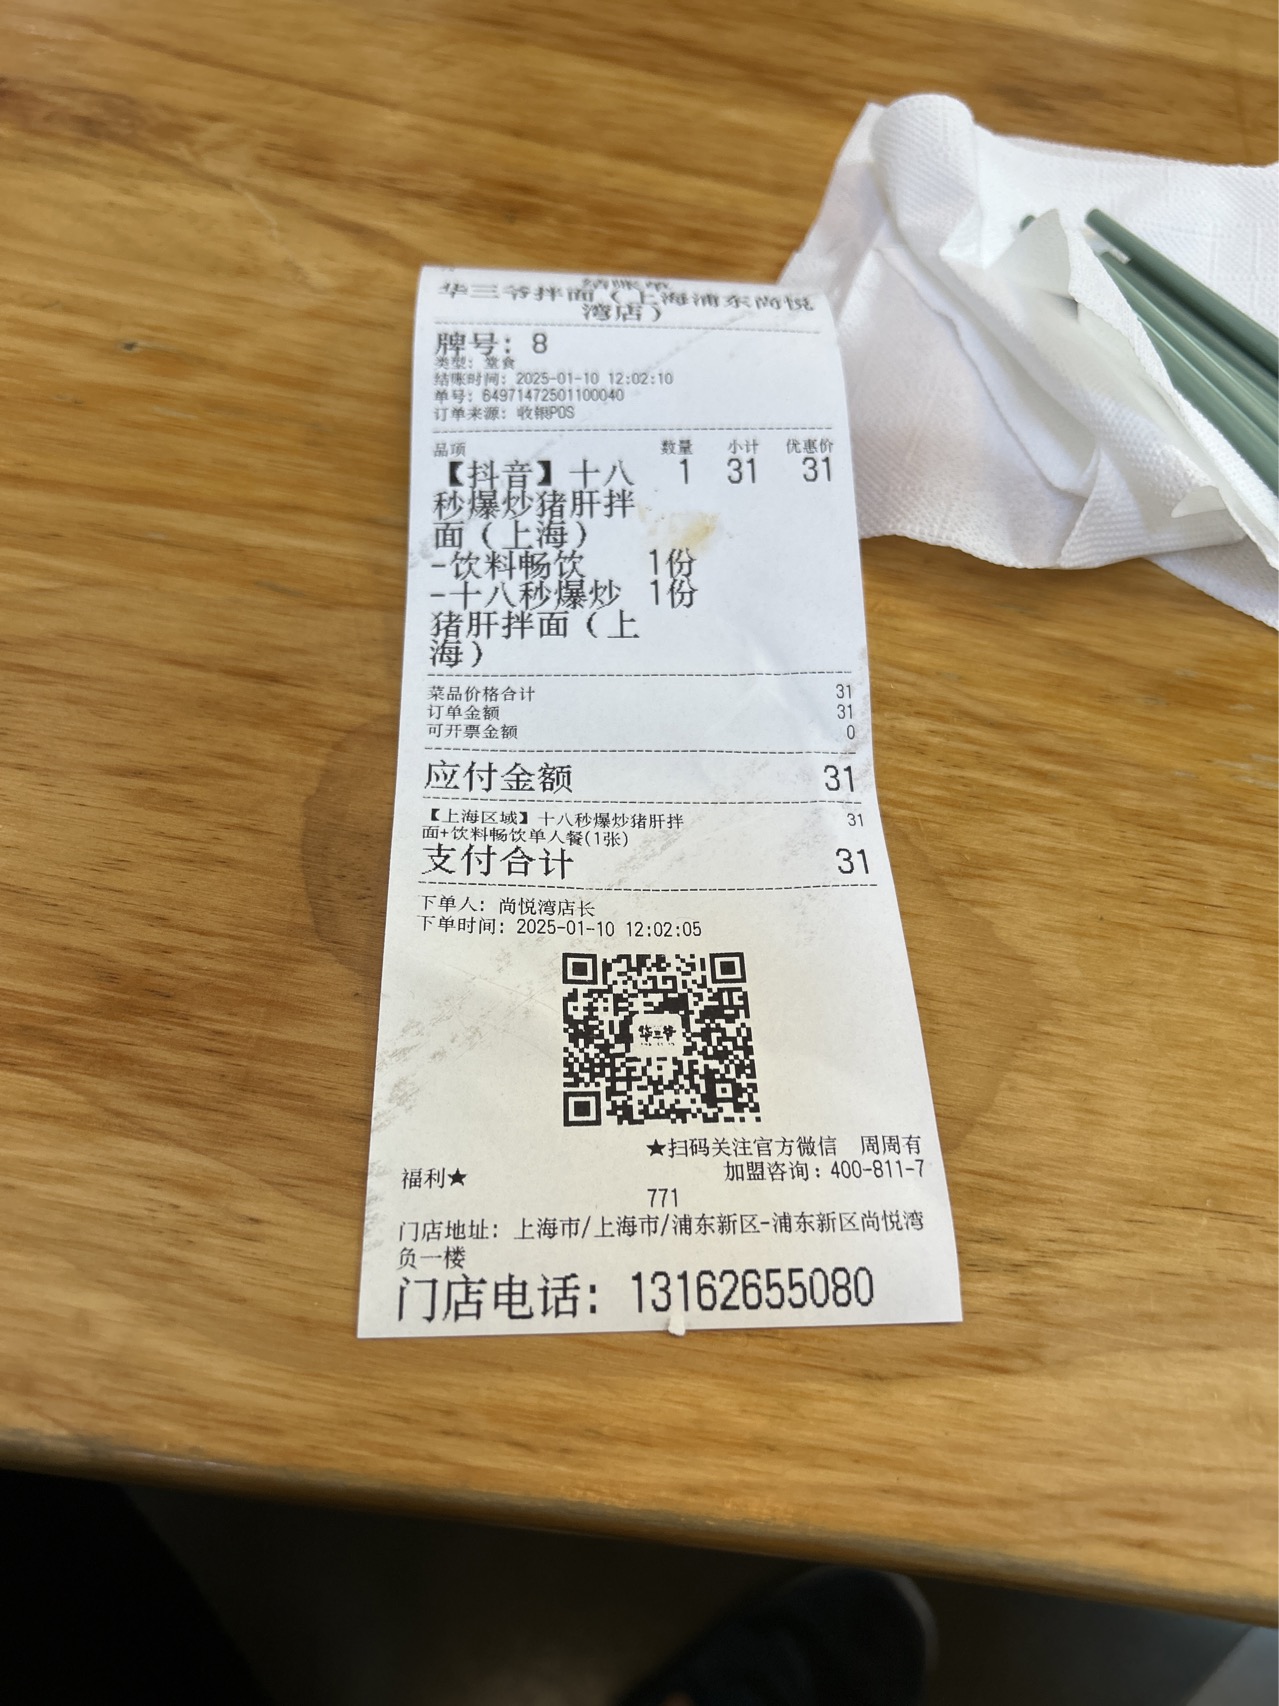 结账单
华三爷拌面（上海浦东尚悦
湾店）
牌号：8
类型：堂食
结账时间：2025-01-10 12:02:10
单号：64971472501100040
订单来源：收银POS
品项 数量 小计 优惠价
【抖音】十八 1 31 31
秒爆炒猪肝拌
面（上海）
-饮料畅饮 1份
-十八秒爆炒 1份
猪肝拌面（上
海）
菜品价格合计 31
订单金额 31
可开票金额 0
应付金额 31
【上海区域】十八秒爆炒猪肝拌 31
面+饮料畅饮单人餐(1张)
支付合计 31
下单人：尚悦湾店长
下单时间：2025-01-10 12:02:05
华三爷
★扫码关注官方微信 周周有
福利★ 加盟咨询：400-811-7
771
门店地址：上海市/上海市/浦东新区-浦东新区尚悦湾
负一楼
门店电话：13162655080